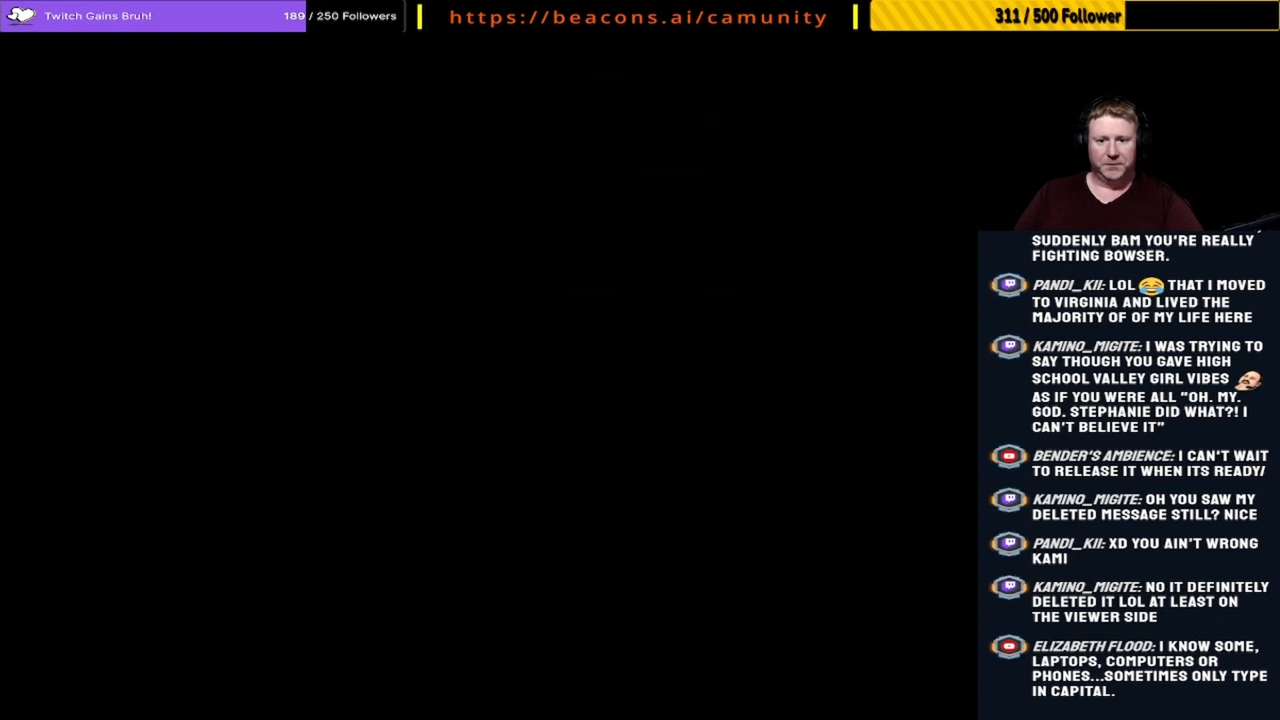 Twitch Gains Bruh!
189 / 250 Followers
https://beacons.ai/camunity
311 / 500 Follower
SUDDENLY BAM YOU'RE REALLY
FIGHTING BOWSER.
PANDI_KII: LOL 😂 THAT I MOVED
TO VIRGINIA AND LIVED THE
MAJORITY OF OF MY LIFE HERE
KAMINO_MIGITE: I WAS TRYING TO
SAY THOUGH YOU GAVE HIGH
SCHOOL VALLEY GIRL VIBES
AS IF YOU WERE ALL "OH. MY.
GOD. STEPHANIE DID WHAT?! I
CAN'T BELIEVE IT"
BENDER'S AMBIENCE: I CAN'T WAIT
TO RELEASE IT WHEN ITS READY/
KAMINO_MIGITE: OH YOU SAW MY
DELETED MESSAGE STILL? NICE
PANDI_KII: XD YOU AIN'T WRONG
KAMI
KAMINO_MIGITE: NO IT DEFINITELY
DELETED IT LOL AT LEAST ON
THE VIEWER SIDE
ELIZABETH FLOOD: I KNOW SOME,
LAPTOPS, COMPUTERS OR
PHONES...SOMETIMES ONLY TYPE
IN CAPITAL.